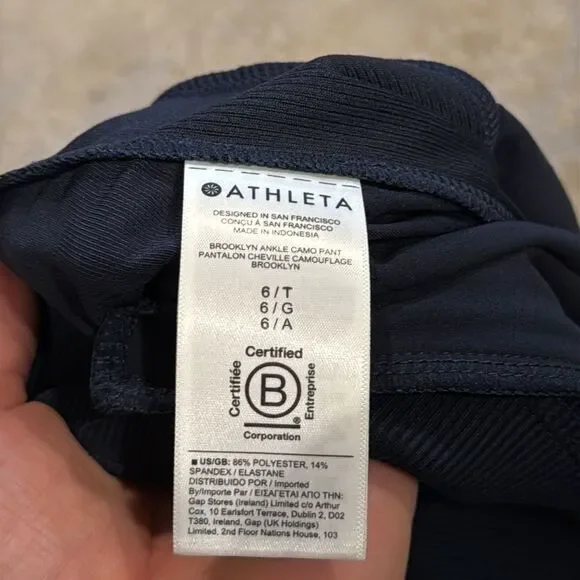 ATHLETA
DESIGNED IN SAN FRANCISCO
CONÇU À SAN FRANCISCO
MADE IN INDONESIA
BROOKLYN ANKLE CAMO PANT
PANTALON CHEVILLE CAMOUFLAGE
BROOKLYN
6/T
6/G
6/A
Certified
Certifiée
B
®
Entreprise
Corporation
■ US/GB: 86% POLYESTER, 14%
SPANDEX / ELASTANE
DISTRIBUIDO POR / Imported
By/Importe Par / ΕΙΣΑΓΕΤΑΙ ΑΠΟ ΤΗΝ:
Gap Stores (Ireland) Limited c/o Arthur
Cox, 10 Earlsfort Terrace, Dublin 2, D02
T380, Ireland, Gap (UK Holdings)
Limited, 2nd Floor Nations House, 103